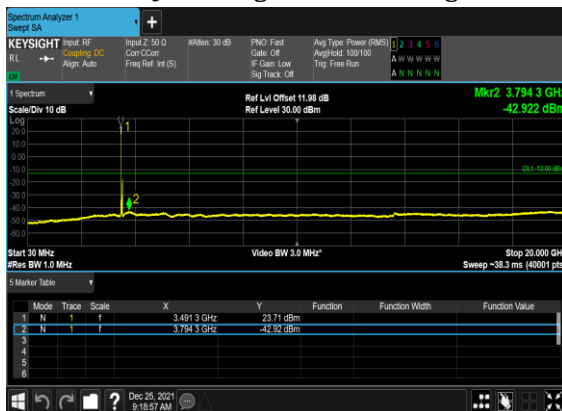 Spectrum Analyzer 1
Swept SA
+
KEYSIGHT Input: RF Input Z: 50 Ω #Atten: 30 dB PNO: Fast Avg Type: Power (RMS) 1 2 3 4 5 6
RL Coupling: DC Corr CCorr Gate: Off Avg|Hold: 100/100 A W W W W W
Align: Auto Freq Ref: Int (S) IF Gain: Low Trig: Free Run
Sig Track: Off A N N N N N
1 Spectrum Ref Lvl Offset 11.98 dB Mkr2 3.794 3 GH
Scale/Div 10 dB Ref Level 30.00 dBm -42.922 dBn
Log
20.0
10.0
0.00
-10.0
-20.0
-30.0
-40.0
-50.0
-60.0
1
2
DL1 -13.00 dB
Start 30 MHz Video BW 3.0 MHz* Stop 20.000 GH
#Res BW 1.0 MHz Sweep ~38.3 ms (40001 pts
5 Marker Table
Mode Trace Scale X Y Function Function Width Function Value
1 N 1 f 3.491 3 GHz 23.71 dBm
2 N 1 f 3.794 3 GHz -42.92 dBm
3
4
5
6
? Dec 25, 2021
9:18:57 AM